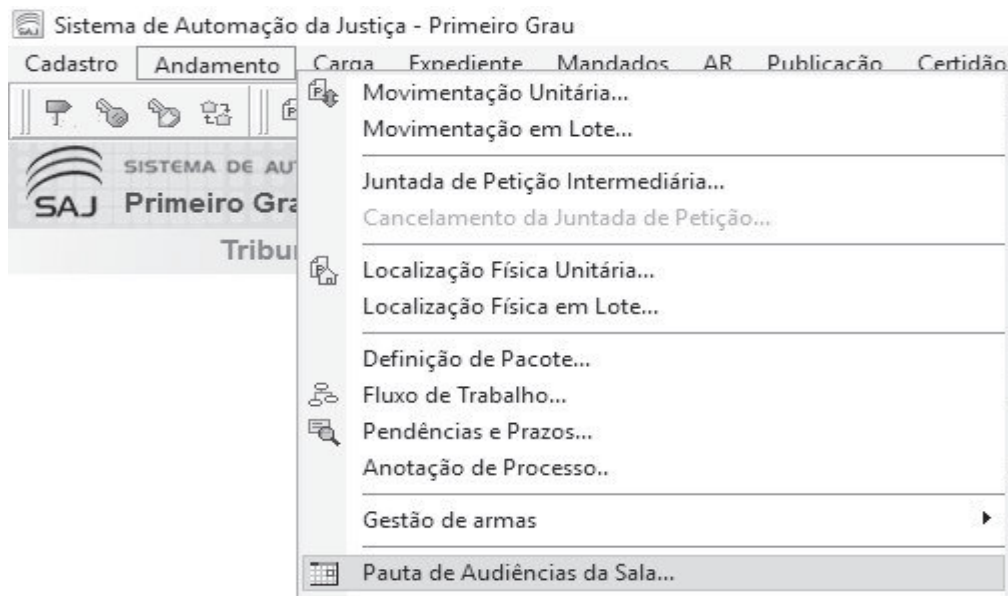 Sistema de Automação da Justiça - Primeiro Grau
Cadastro Andamento Carga Expediente Mandados AR Publicação Certidão
SISTEMA DE AU
SAJ Primeiro Gra
Tribu
Movimentação Unitária...
Movimentação em Lote...
Juntada de Petição Intermediária...
Cancelamento da Juntada de Petição...
Localização Física Unitária...
Localização Física em Lote...
Definição de Pacote...
Fluxo de Trabalho...
Pendências e Prazos...
Anotação de Processo..
Gestão de armas
Pauta de Audiências da Sala...